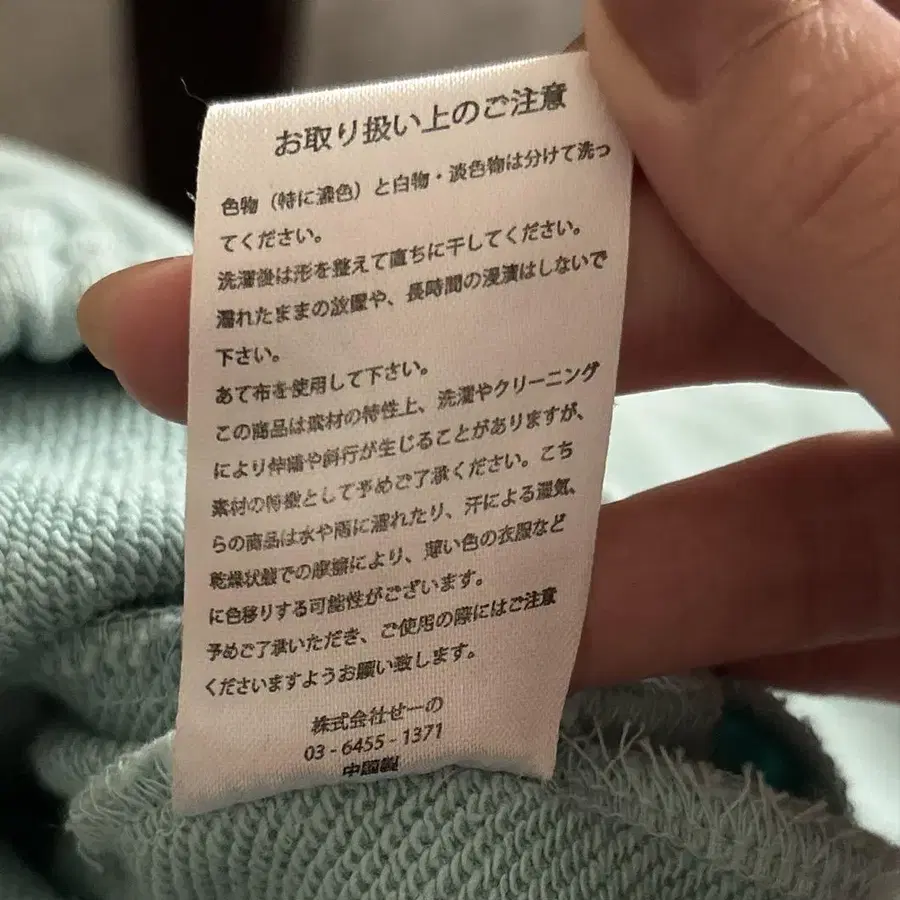 お取り扱い上のご注意
色物（特に濃色）と白物・淡色物は分けて洗っ
てください。
洗濯後は形を整えて直ちに干してください。
濡れたままの放置や、長時間の浸漬はしないで
下さい。
あて布を使用して下さい。
この商品は素材の特性上、洗濯やクリーニング
により伸縮や斜行が生じることがありますが、
素材の特徴として予めご了承ください。こち
らの商品は水や雨に濡れたり、汗による湿気、
乾燥状態での摩擦により、薄い色の衣服など
に色移りする可能性がございます。
予めご了承いただき、ご使用の際にはご注意
くださいますようお願い致します。
株式会社せーの
03 - 6455 - 1371
中國製